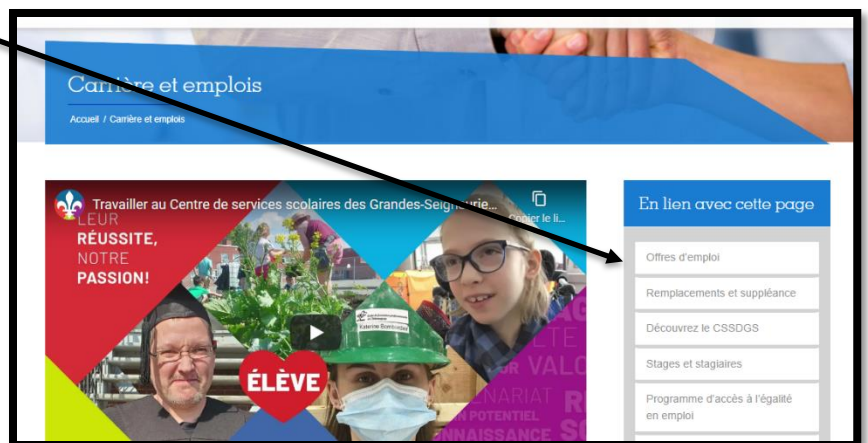 Carrière et emplois
Accueil / Carrière et emplois
Travailler au Centre de services scolaires des Grandes-Seigneurie...
Copier le li...
LEUR
RÉUSSITE,
NOTRE
PASSION!
ÉLÈVE
VALO
POTENTIEL
En lien avec cette page
Offres d'emploi
Remplacements et suppléance
Découvrez le CSSDGS
Stages et stagiaires
Programme d'accès à l'égalité
en emploi